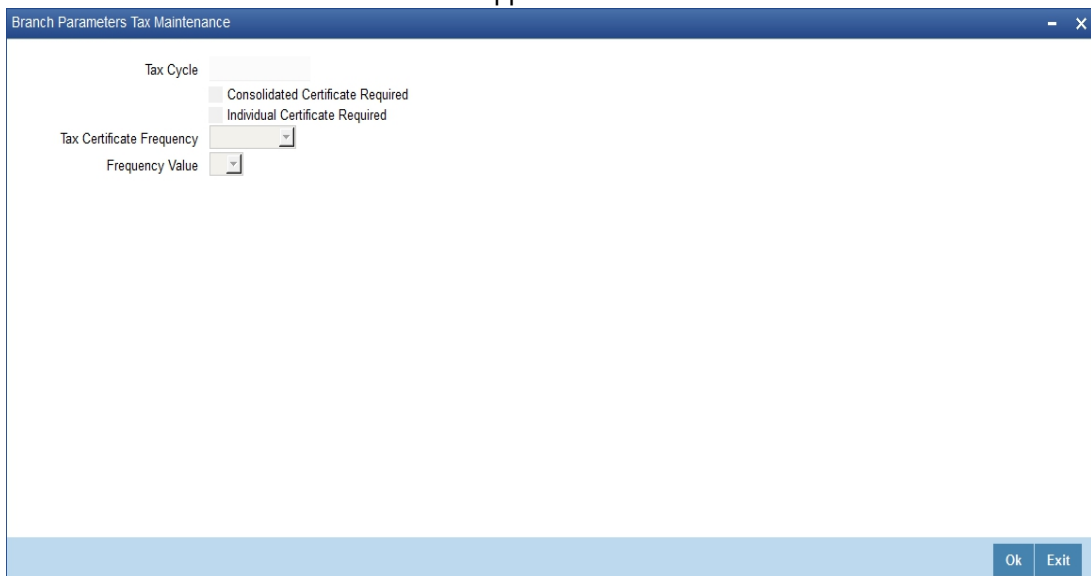 Branch Parameters Tax Maintenance
Tax Cycle
Consolidated Certificate Required
Individual Certificate Required
Tax Certificate Frequency
Frequency Value
Ok Exit